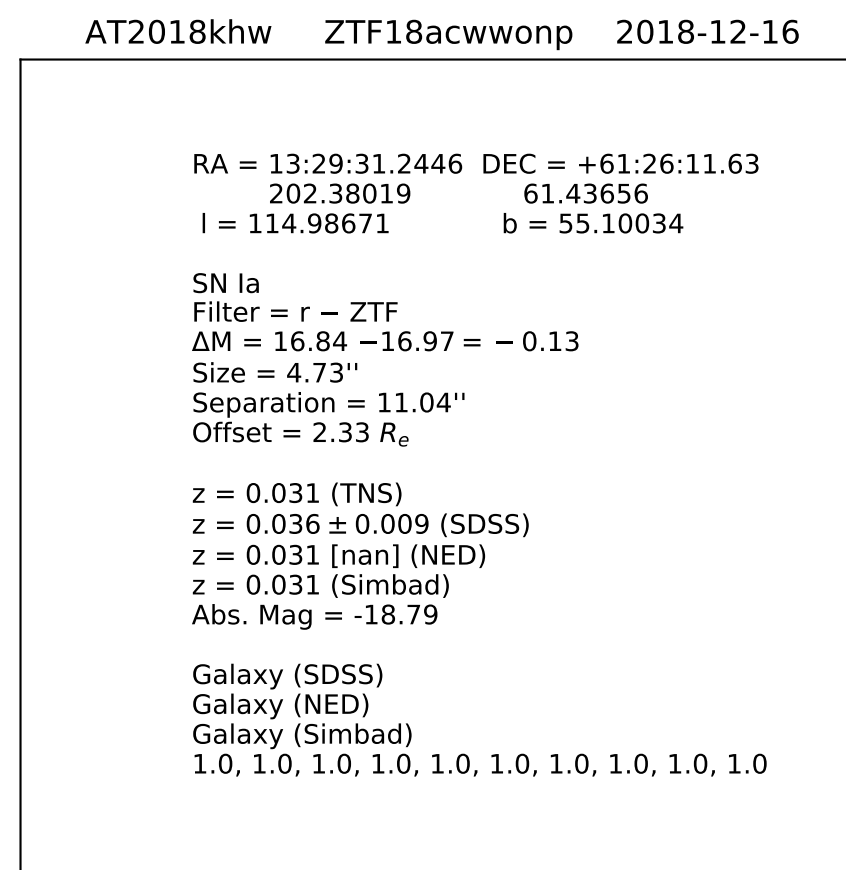 AT2018khw ZTF18acwwonp 2018-12-16
RA = 13:29:31.2446 DEC = +61:26:11.63
202.38019 61.43656
l = 114.98671 b = 55.10034
SN Ia
Filter = r − ZTF
ΔM = 16.84 −16.97 = − 0.13
Size = 4.73''
Separation = 11.04''
Offset = 2.33 Rₑ
z = 0.031 (TNS)
z = 0.036 ± 0.009 (SDSS)
z = 0.031 [nan] (NED)
z = 0.031 (Simbad)
Abs. Mag = -18.79
Galaxy (SDSS)
Galaxy (NED)
Galaxy (Simbad)
1.0, 1.0, 1.0, 1.0, 1.0, 1.0, 1.0, 1.0, 1.0, 1.0